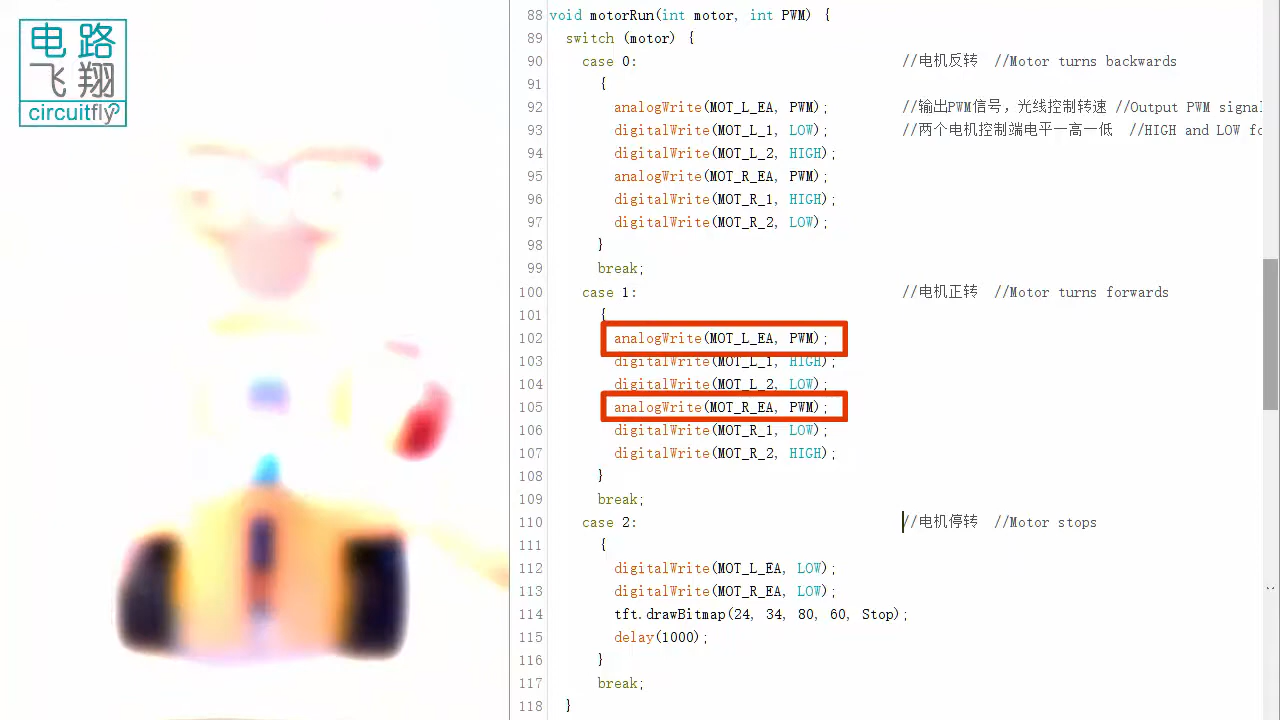 电路
飞翔
circuitfly
88 void motorRun(int motor, int PWM) {
89 switch (motor) {
90 case 0: //电机反转 //Motor turns backwards
91 {
92 analogWrite(MOT_L_EA, PWM); //输出PWM信号，光线控制转速 //Output PWM signal
93 digitalWrite(MOT_L_1, LOW); //两个电机控制端电平一高一低 //HIGH and LOW fo
94 digitalWrite(MOT_L_2, HIGH);
95 analogWrite(MOT_R_EA, PWM);
96 digitalWrite(MOT_R_1, HIGH);
97 digitalWrite(MOT_R_2, LOW);
98 }
99 break;
100 case 1: //电机正转 //Motor turns forwards
101 {
102 analogWrite(MOT_L_EA, PWM);
103 digitalWrite(MOT_L_1, HIGH);
104 digitalWrite(MOT_L_2, LOW);
105 analogWrite(MOT_R_EA, PWM);
106 digitalWrite(MOT_R_1, LOW);
107 digitalWrite(MOT_R_2, HIGH);
108 }
109 break;
110 case 2: //电机停转 //Motor stops
111 {
112 digitalWrite(MOT_L_EA, LOW);
113 digitalWrite(MOT_R_EA, LOW);
114 tft.drawBitmap(24, 34, 80, 60, Stop);
115 delay(1000);
116 }
117 break;
118 }